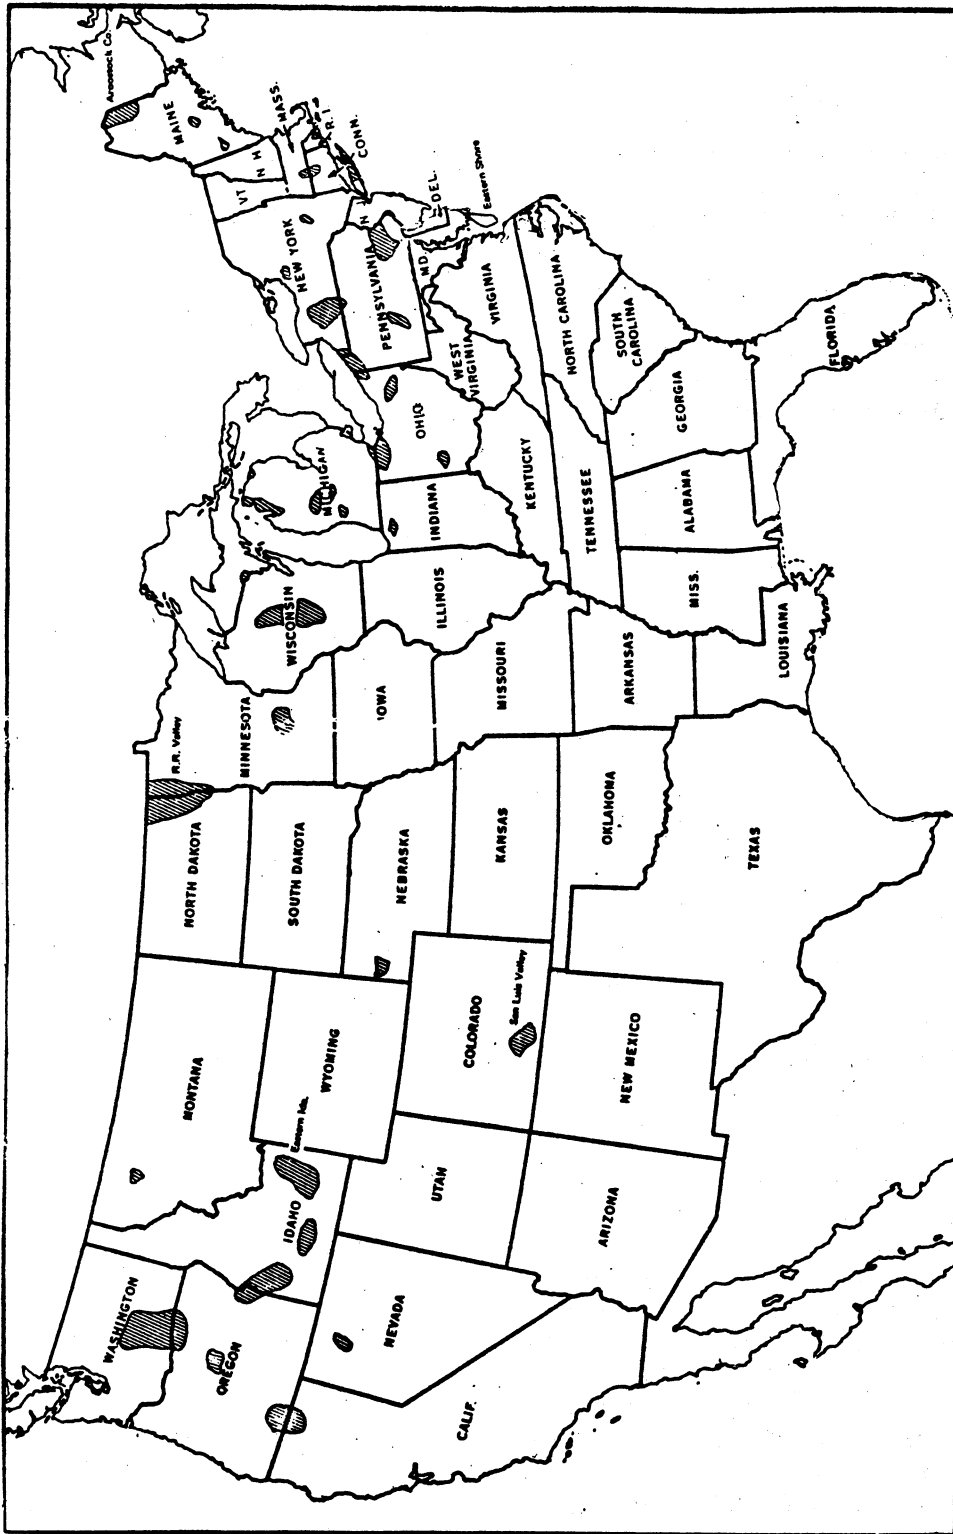 WASHINGTON
OREGON
CALIF.
NEVADA
IDAHO
Eastern Ida.
MONTANA
WYOMING
UTAH
ARIZONA
COLORADO
San Luis Valley
NEW MEXICO
NORTH DAKOTA
SOUTH DAKOTA
NEBRASKA
KANSAS
OKLAHOMA
TEXAS
R.R. Valley
MINNESOTA
IOWA
MISSOURI
ARKANSAS
LOUISIANA
WISCONSIN
ILLINOIS
MISS.
MICHIGAN
INDIANA
KENTUCKY
TENNESSEE
ALABAMA
OHIO
WEST
VIRGINIA
GEORGIA
FLORIDA
SOUTH
CAROLINA
NORTH CAROLINA
VIRGINIA
PENNSYLVANIA
MD.
DEL.
Eastern Shore
NEW YORK
N
VT
N H
MAINE
Aroostock Co.
MASS.
R.I.
CONN.